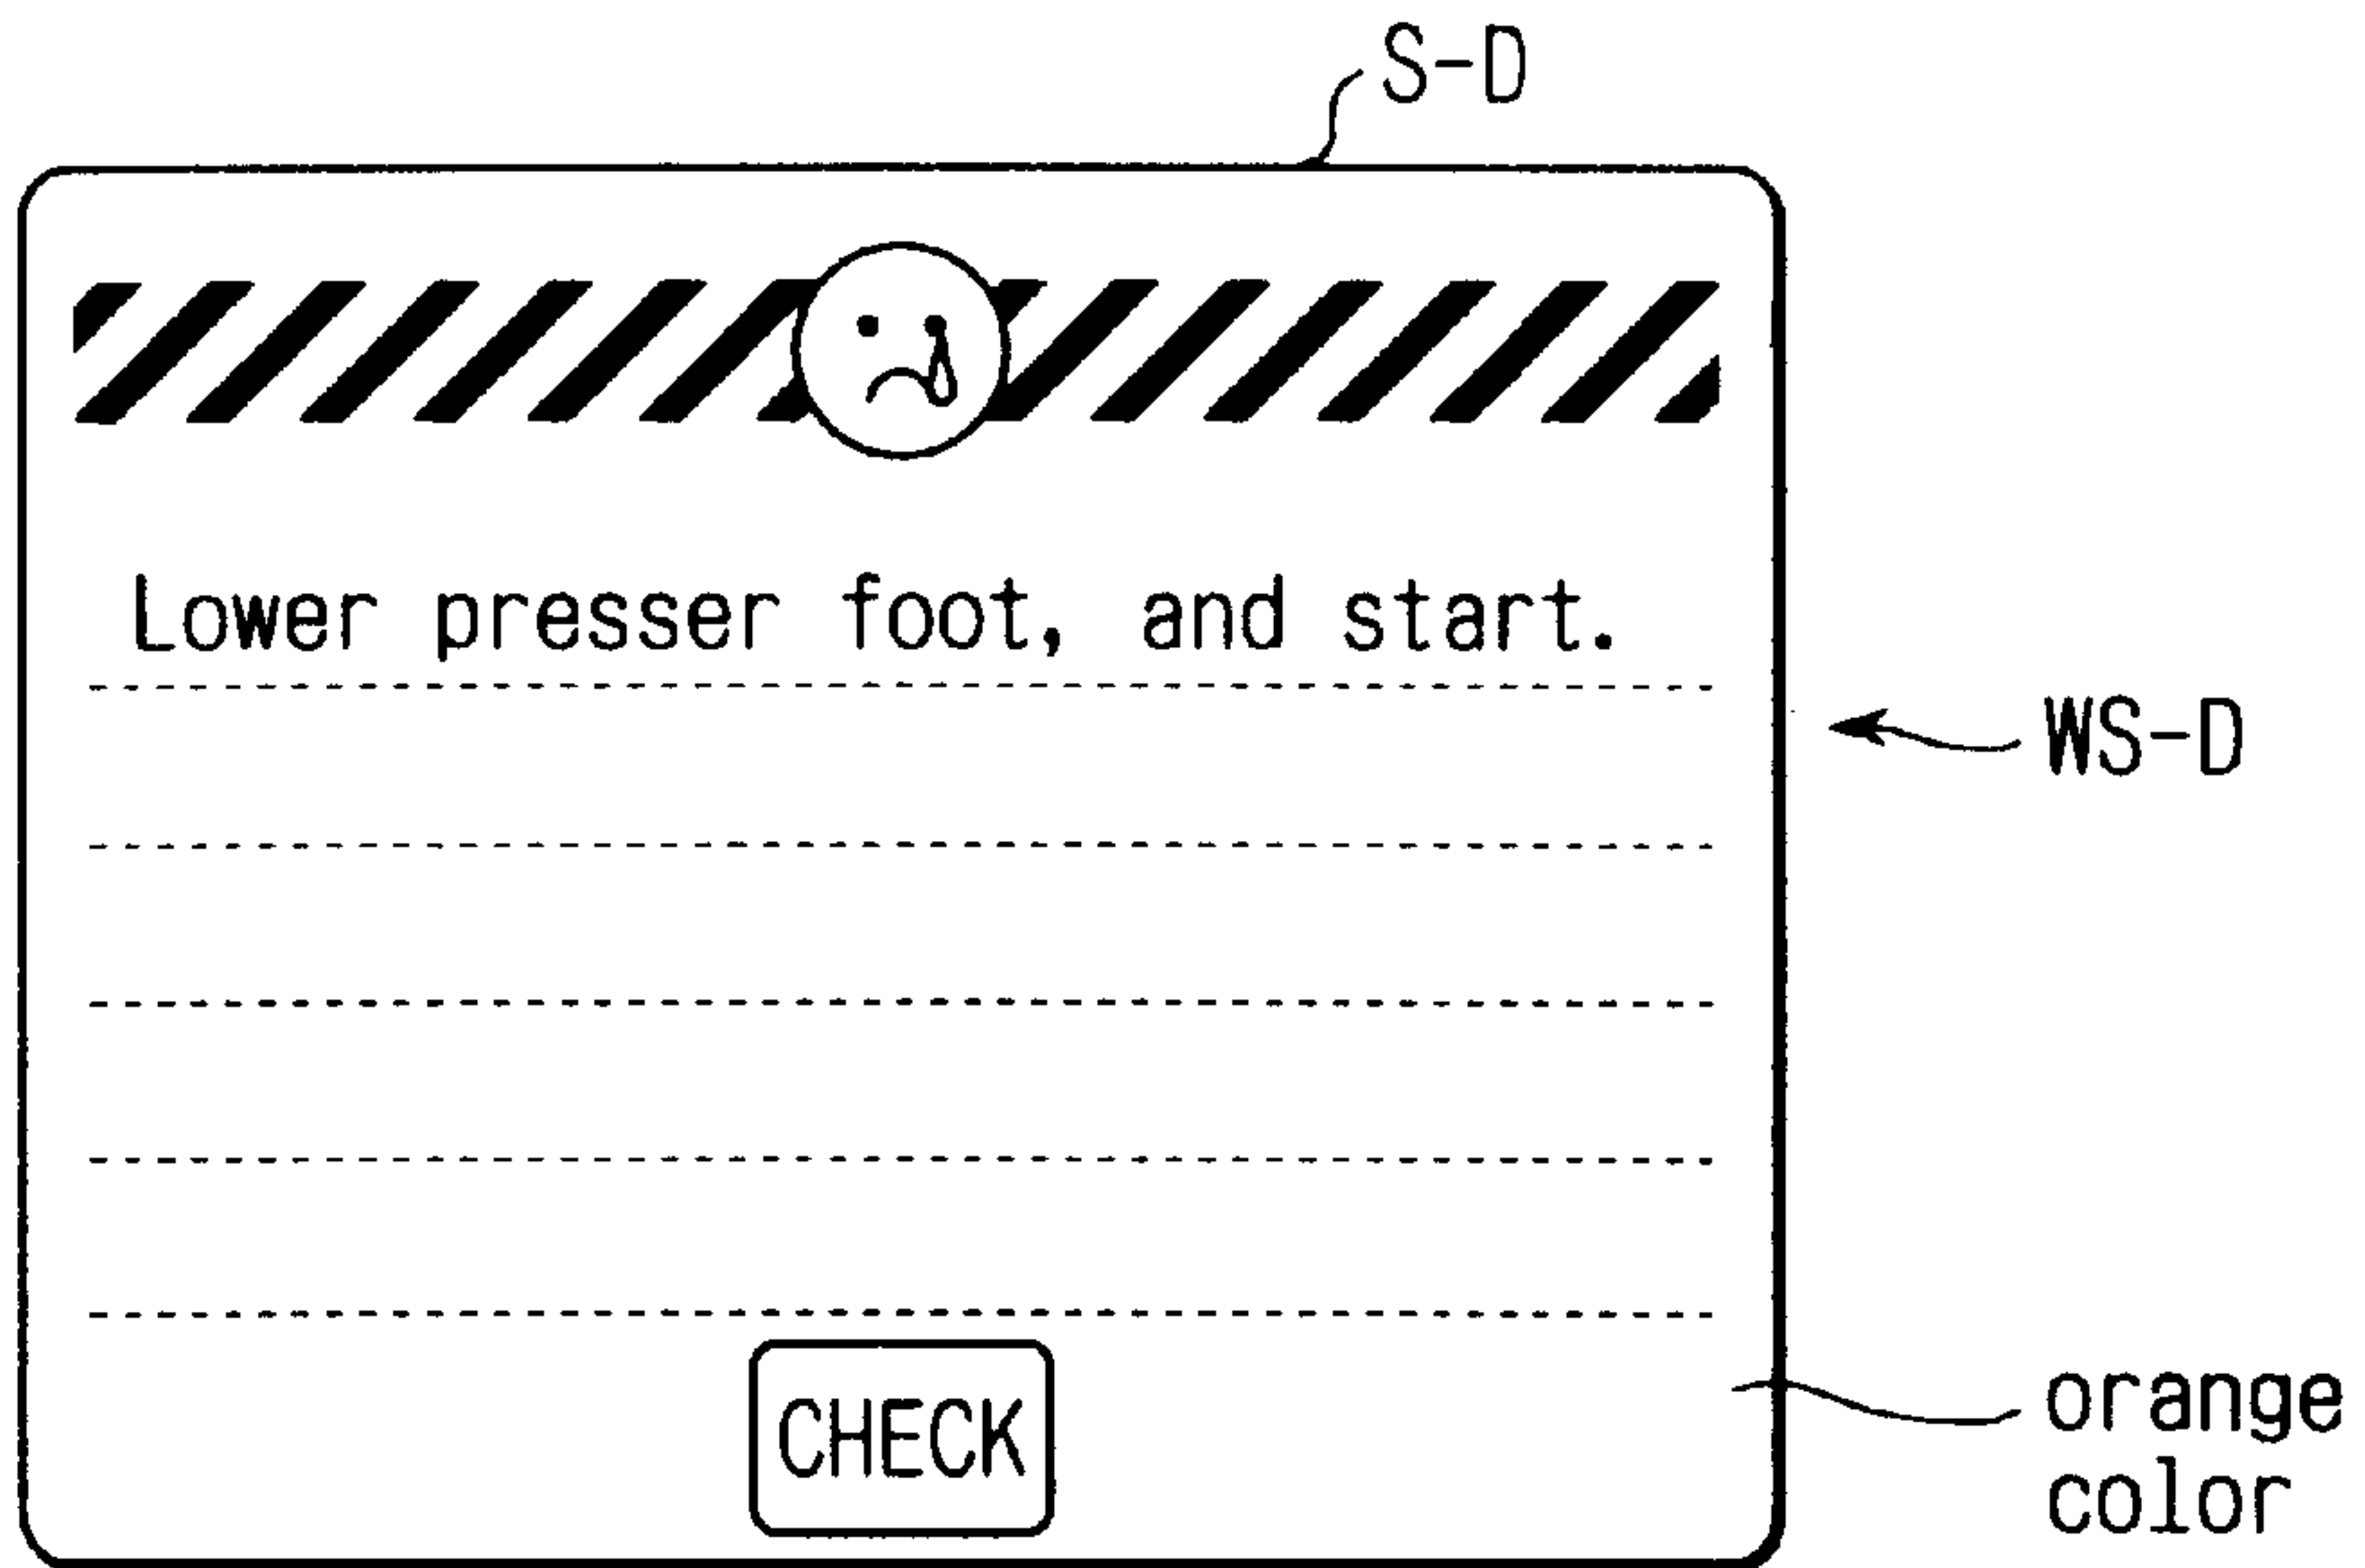 S-D
Lower presser foot, and start.
WS-D
CHECK
orange
color